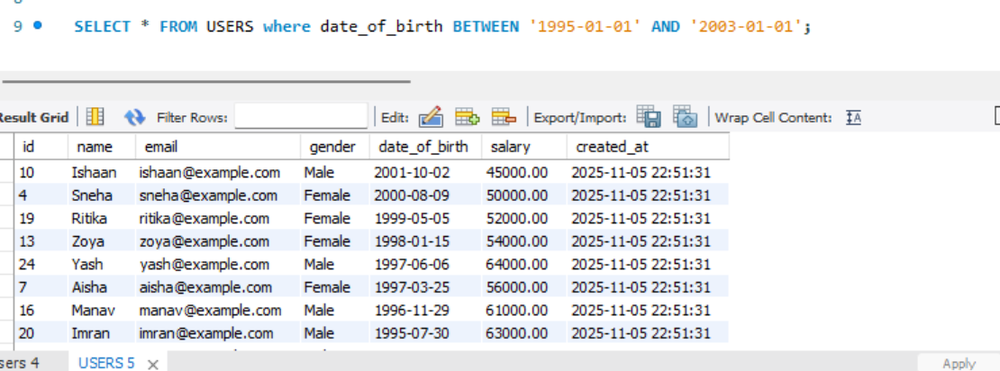 9 SELECT * FROM USERS where date_of_birth BETWEEN '1995-01-01' AND '2003-01-01';
Result Grid Filter Rows: Edit: Export/Import: Wrap Cell Content: IA
id name email gender date_of_birth salary created_at
10 Ishaan ishaan@example.com Male 2001-10-02 45000.00 2025-11-05 22:51:31
4 Sneha sneha@example.com Female 2000-08-09 50000.00 2025-11-05 22:51:31
19 Ritika ritika@example.com Female 1999-05-05 52000.00 2025-11-05 22:51:31
13 Zoya zoya@example.com Female 1998-01-15 54000.00 2025-11-05 22:51:31
24 Yash yash@example.com Male 1997-06-06 64000.00 2025-11-05 22:51:31
7 Aisha aisha@example.com Female 1997-03-25 56000.00 2025-11-05 22:51:31
16 Manav manav@example.com Male 1996-11-29 61000.00 2025-11-05 22:51:31
20 Imran imran@example.com Male 1995-07-30 63000.00 2025-11-05 22:51:31
sers 4 USERS 5 × Apply